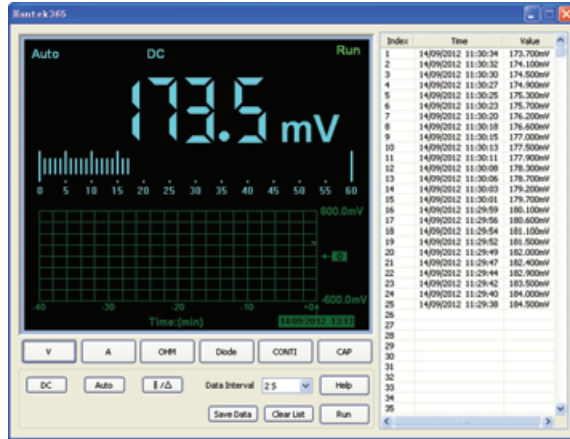 Hantek365
Auto DC Run
173.5 mV
0 5 10 15 20 25 30 35 40 45 50 55 60
600.0mV
0
-600.0mV
-40 -30 -20 -10 +0
Time:(min) 14/09/2012 13:13
V A OHM Diode CONTI CAP
DC Auto Data Interval 2 S Help
Save Data Clear List Run
Index Time Value
1 14/09/2012 11:30:34 173.700mV
2 14/09/2012 11:30:32 174.100mV
3 14/09/2012 11:30:30 174.500mV
4 14/09/2012 11:30:27 174.900mV
5 14/09/2012 11:30:25 175.300mV
6 14/09/2012 11:30:23 175.700mV
7 14/09/2012 11:30:20 176.200mV
8 14/09/2012 11:30:18 176.600mV
9 14/09/2012 11:30:15 177.000mV
10 14/09/2012 11:30:13 177.500mV
11 14/09/2012 11:30:11 177.900mV
12 14/09/2012 11:30:08 178.300mV
13 14/09/2012 11:30:06 178.700mV
14 14/09/2012 11:30:03 179.200mV
15 14/09/2012 11:30:01 179.700mV
16 14/09/2012 11:29:59 180.100mV
17 14/09/2012 11:29:56 180.600mV
18 14/09/2012 11:29:54 181.100mV
19 14/09/2012 11:29:52 181.500mV
20 14/09/2012 11:29:49 182.000mV
21 14/09/2012 11:29:47 182.400mV
22 14/09/2012 11:29:44 182.900mV
23 14/09/2012 11:29:42 183.500mV
24 14/09/2012 11:29:40 184.000mV
25 14/09/2012 11:29:38 184.500mV
26
27
28
29
30
31
32
33
34
35